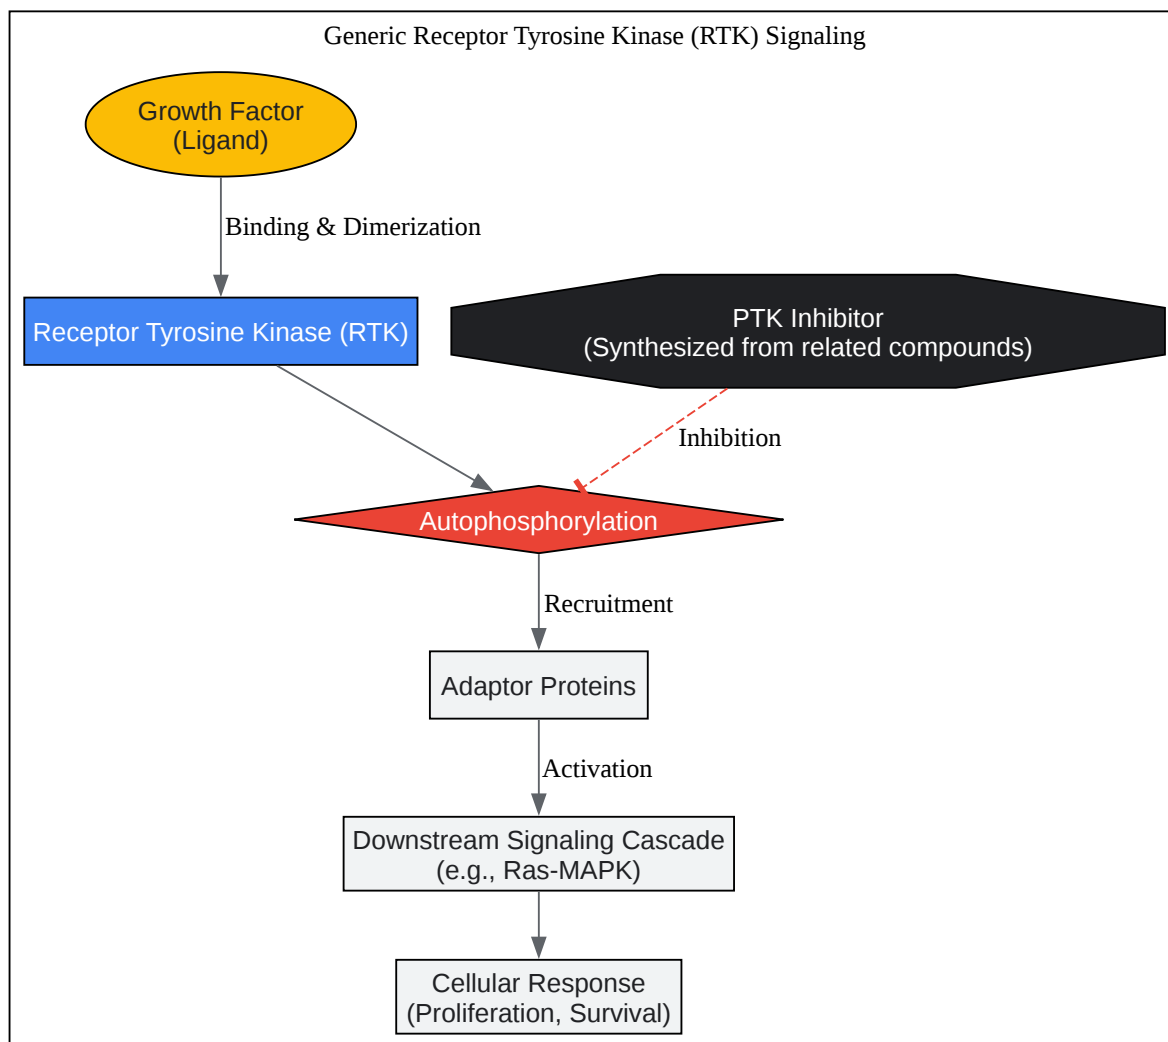 Generic Receptor Tyrosine Kinase (RTK) Signaling
Growth Factor
(Ligand)
Binding & Dimerization
Receptor Tyrosine Kinase (RTK)
PTK Inhibitor
(Synthesized from related compounds)
Inhibition
Autophosphorylation
Recruitment
Adaptor Proteins
Activation
Downstream Signaling Cascade
(e.g., Ras-MAPK)
Cellular Response
(Proliferation, Survival)